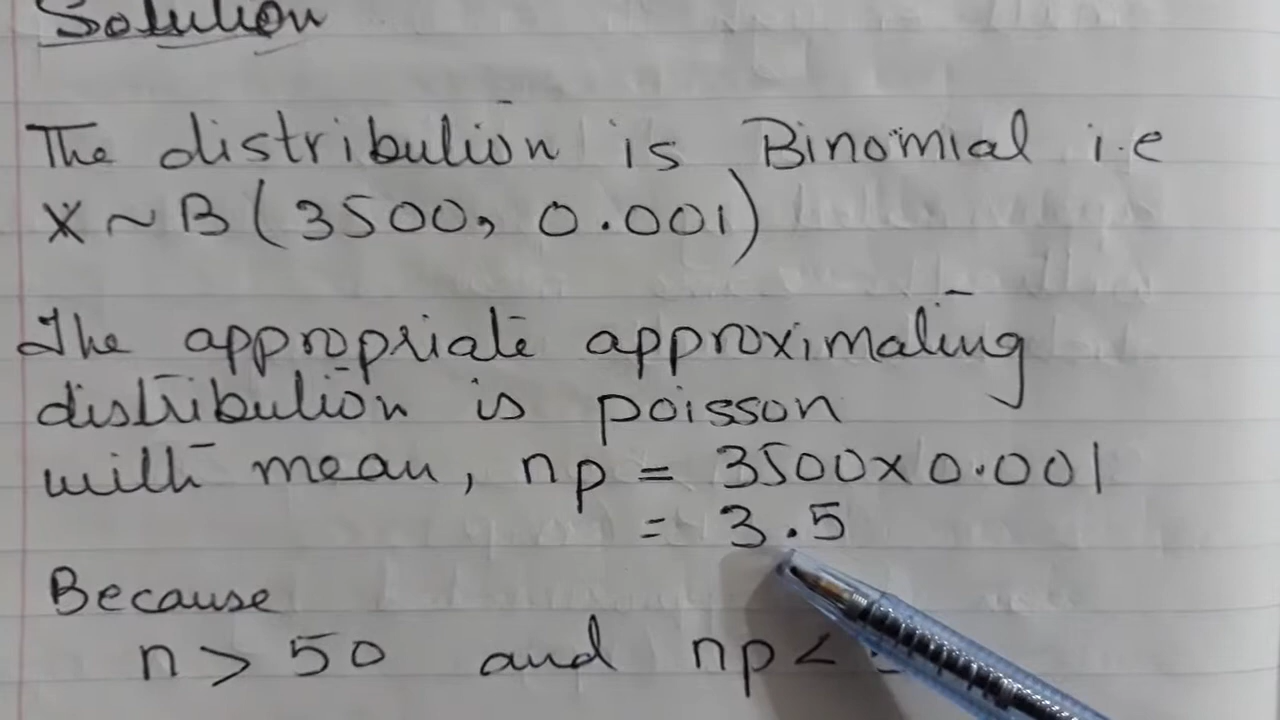 Solution
The distribution is Binomial i.e
X ~ B (3500, 0.001)
The appropriate approximating
distribution is poisson
with mean, np = 3500 x 0.001
= 3.5
Because
n > 50 and np <